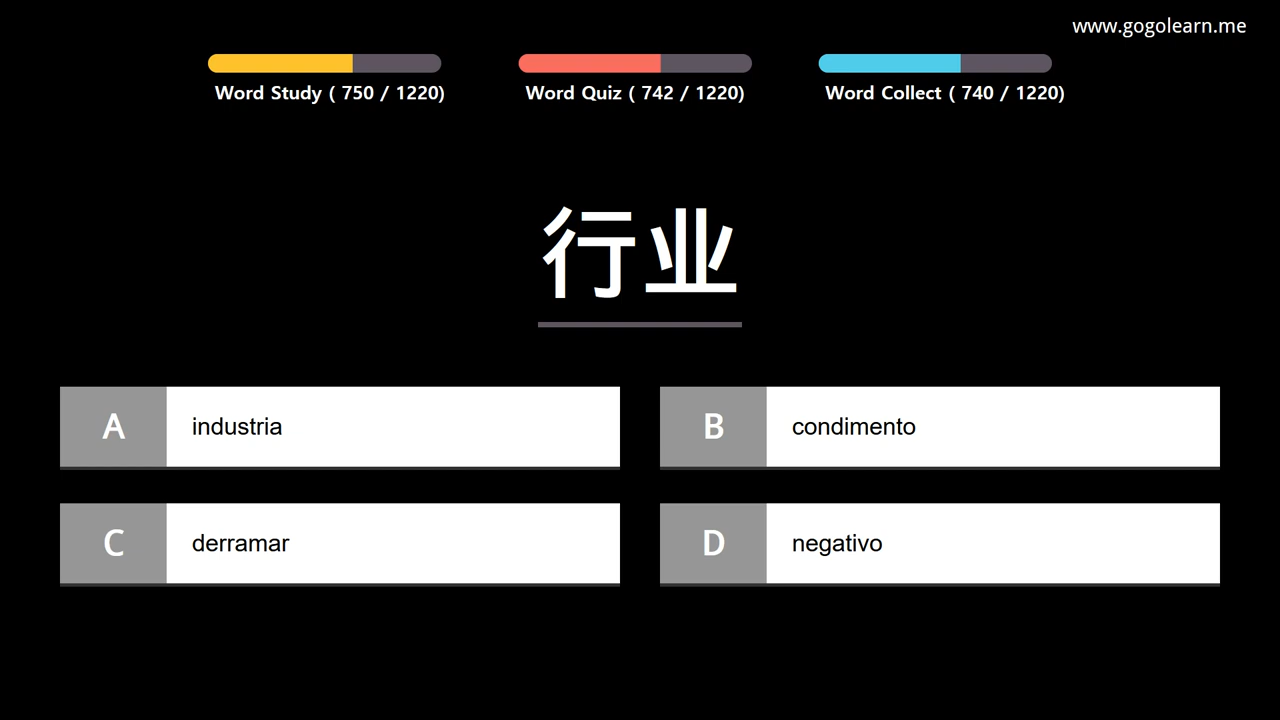 www.gogolearn.me
Word Study ( 750 / 1220)
Word Quiz ( 742 / 1220)
Word Collect ( 740 / 1220)
行业
A industria
B condimento
C derramar
D negativo